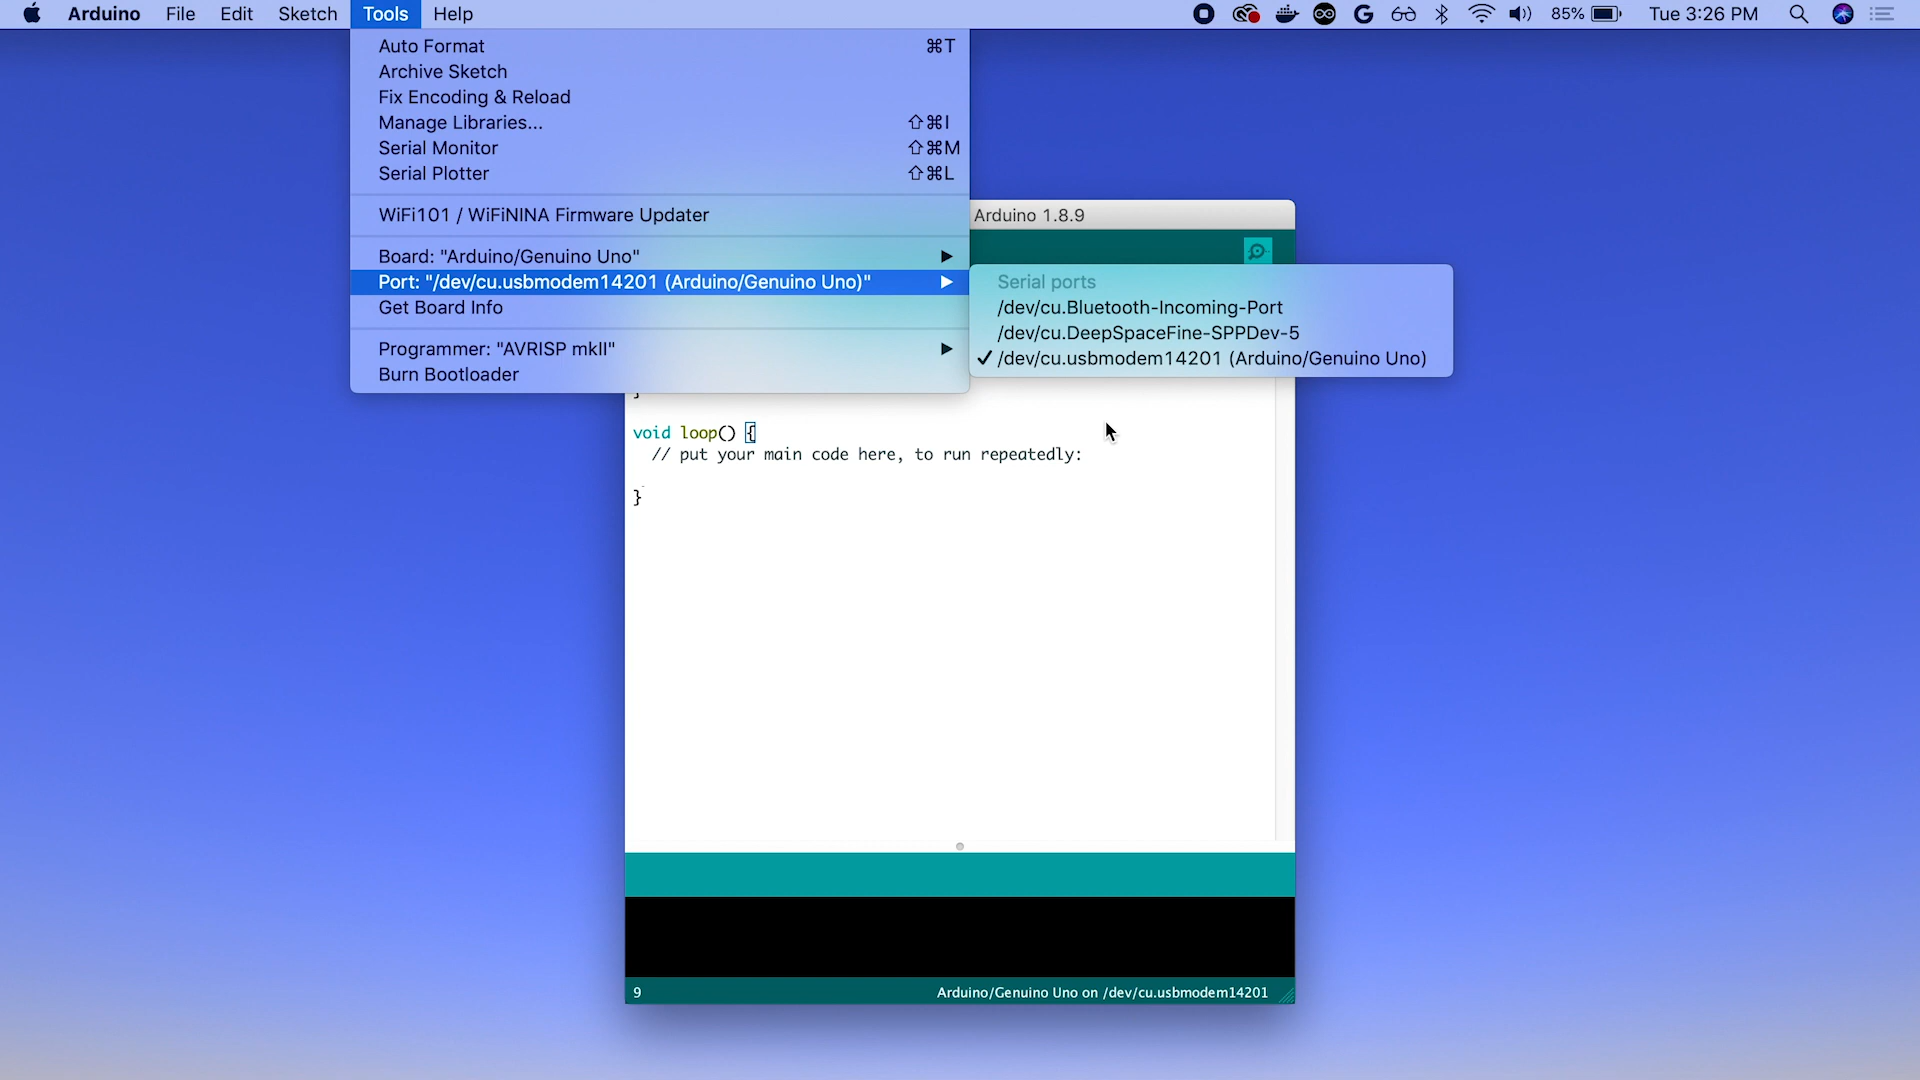 Arduino File Edit Sketch Tools Help 85% Tue 3:26 PM
Auto Format ⌘T
Archive Sketch
Fix Encoding & Reload
Manage Libraries... ⇧⌘I
Serial Monitor ⇧⌘M
Serial Plotter ⇧⌘L
WiFi101 / WiFiNINA Firmware Updater
Arduino 1.8.9
Board: "Arduino/Genuino Uno"
Port: "/dev/cu.usbmodem14201 (Arduino/Genuino Uno)"
Get Board Info
Programmer: "AVRISP mkII"
Burn Bootloader
Serial ports
/dev/cu.Bluetooth-Incoming-Port
/dev/cu.DeepSpaceFine-SPPDev-5
✓ /dev/cu.usbmodem14201 (Arduino/Genuino Uno)
}
void loop() {
// put your main code here, to run repeatedly:
}
9 Arduino/Genuino Uno on /dev/cu.usbmodem14201